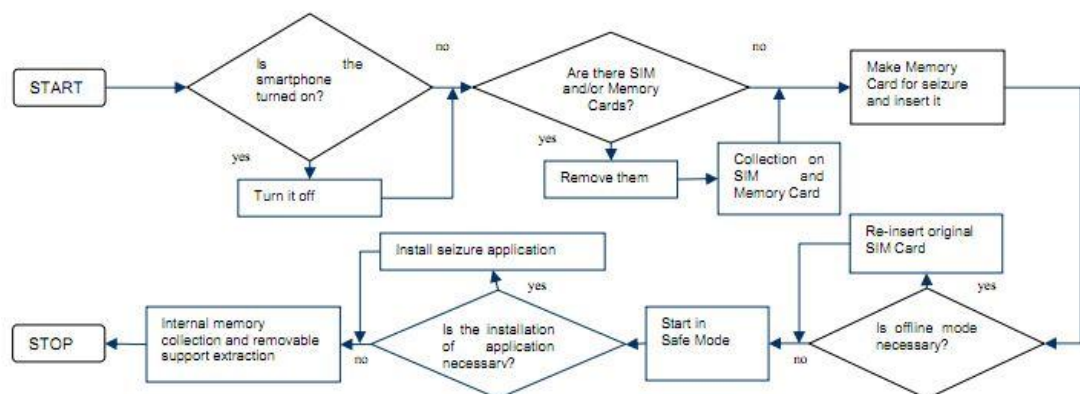 START
Is the
smartphone
turned on?
no
yes
Turn it off
Are there SIM
and/or Memory
Cards?
no
yes
Remove them
Collection on
SIM and
Memory Card
Make Memory
Card for seizure
and insert it
Re-insert original
SIM Card
yes
Is offline mode
necessary?
no
Start in
Safe Mode
Install seizure application
yes
Is the installation
of application
necessary?
no
Internal memory
collection and removable
support extraction
STOP